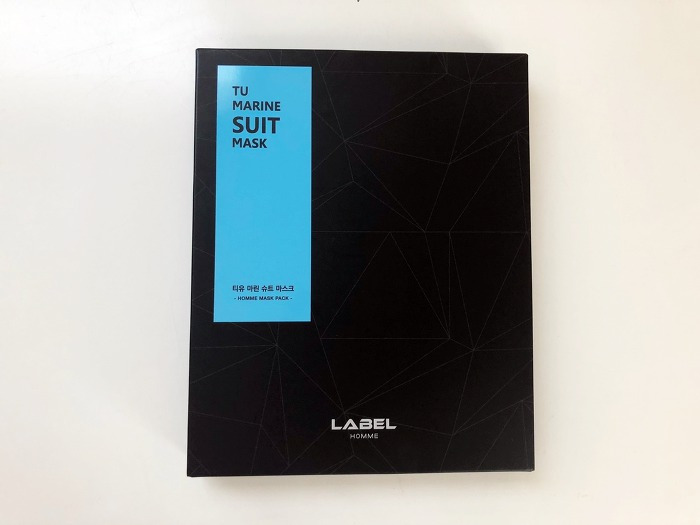 TU
MARINE
SUIT
MASK
티유 마린 슈트 마스크
- HOMME MASK PACK -
LABEL
HOMME